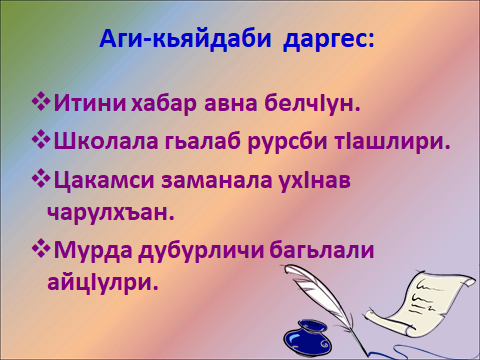 Аги-кьяйдаби даргес:
❖Итини хабар авна белчIун.
❖Школала гьалаб рурсби тIашлири.
❖Цакамси заманала ухIнав
чарулхъан.
❖Мурда дубурличи багьлали
айцIулри.